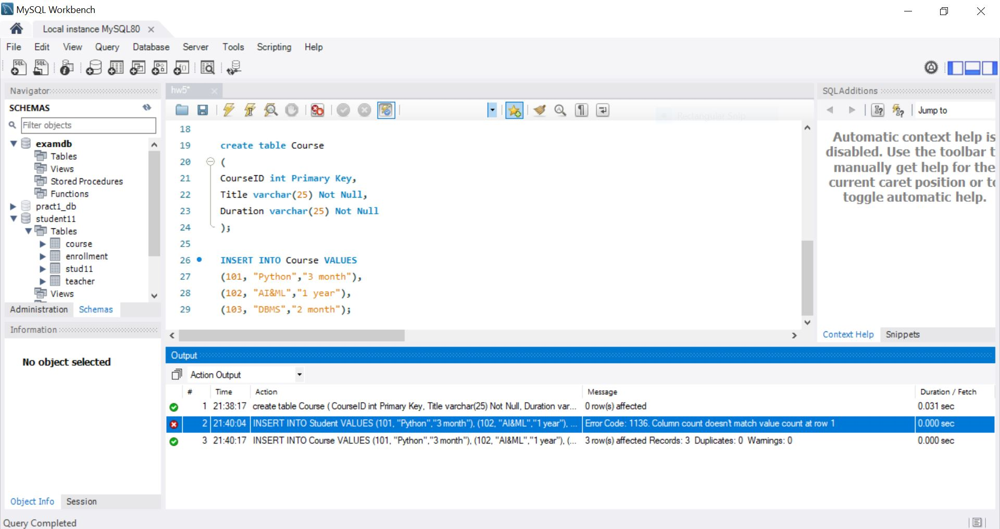 MySQL Workbench
Local instance MySQL80
File Edit View Query Database Server Tools Scripting Help
Navigator
SCHEMAS
Filter objects
examdb
Tables
Views
Stored Procedures
Functions
pract1_db
student11
Tables
course
enrollment
stud11
teacher
Views
Administration Schemas
Information
No object selected
Object Info Session
Query Completed
hw5*
Rectangular Snip
18
19 create table Course
20 (
21 CourseID int Primary Key,
22 Title varchar(25) Not Null,
23 Duration varchar(25) Not Null
24 );
25
26 INSERT INTO Course VALUES
27 (101, "Python","3 month"),
28 (102, "AI&ML","1 year"),
29 (103, "DBMS","2 month");
SQLAdditions
Jump to
Automatic context help is
disabled. Use the toolbar t
manually get help for the
current caret position or to
toggle automatic help.
Context Help Snippets
Output
Action Output
# Time Action Message Duration / Fetch
1 21:38:17 create table Course ( CourseID int Primary Key, Title varchar(25) Not Null, Duration var... 0 row(s) affected 0.031 sec
2 21:40:04 INSERT INTO Student VALUES (101, "Python","3 month"), (102, "AI&ML","1 year"), ... Error Code: 1136. Column count doesn't match value count at row 1 0.000 sec
3 21:40:17 INSERT INTO Course VALUES (101, "Python","3 month"), (102, "AI&ML","1 year"), (... 3 row(s) affected Records: 3 Duplicates: 0 Warnings: 0 0.000 sec